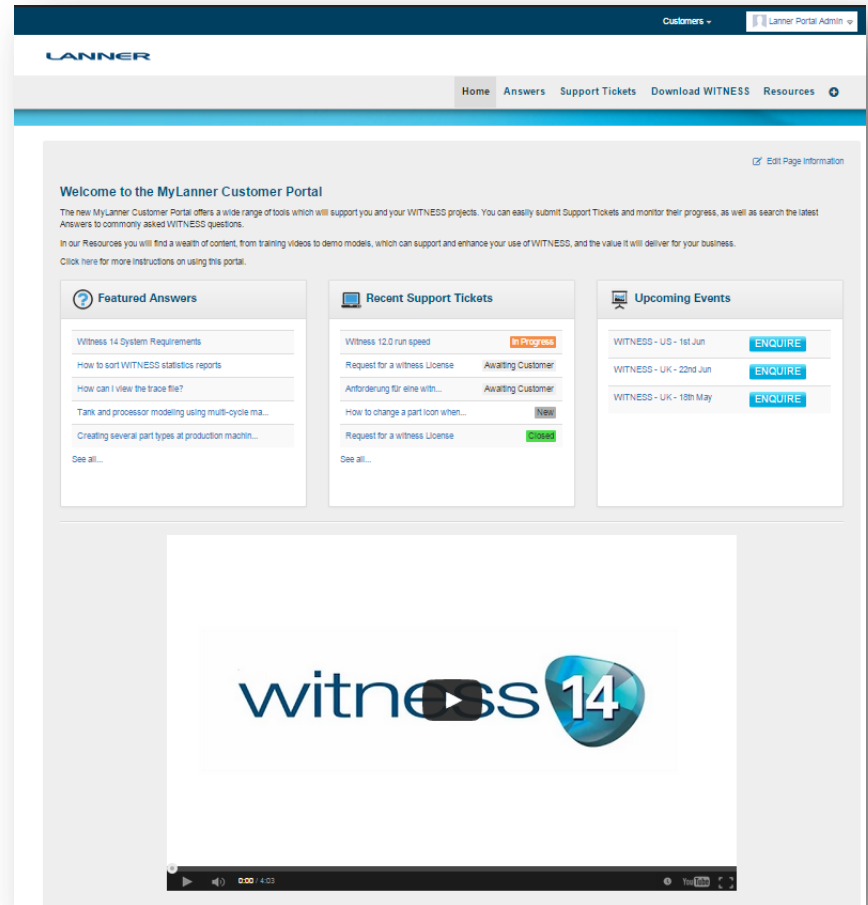 Customers
Lanner Portal Admin
LANNER
Home Answers Support Tickets Download WITNESS Resources
Edit Page Information
Welcome to the MyLanner Customer Portal
The new MyLanner Customer Portal offers a wide range of tools which will support you and your WITNESS projects. You can easily submit Support Tickets and monitor their progress, as well as search the latest
Answers to commonly asked WITNESS questions.
In our Resources you will find a wealth of content, from training videos to demo models, which can support and enhance your use of WITNESS, and the value it will deliver for your business.
Click here for more instructions on using this portal.
Featured Answers
Witness 14 System Requirements
How to sort WITNESS statistics reports
How can I view the trace file?
Tank and processor modeling using multi-cycle ma...
Creating several part types at production machin...
See all...
Recent Support Tickets
Witness 12.0 run speed In Progress
Request for a witness License Awaiting Customer
Anforderung für eine witn... Awaiting Customer
How to change a part icon when... New
Request for a witness License Closed
See all...
Upcoming Events
WITNESS - US - 1st Jun ENQUIRE
WITNESS - UK - 22nd Jun ENQUIRE
WITNESS - UK - 18th May ENQUIRE
witness 14
0:00 / 4:03
YouTube